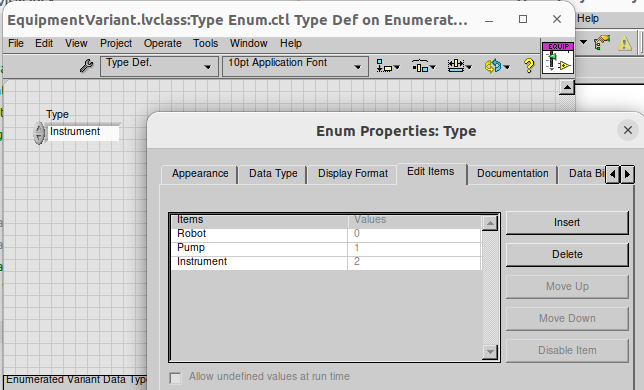 EquipmentVariant.lvclass:Type Enum.ctl Type Def on Enumerat...
Help
File Edit View Project Operate Tools Window Help
Type Def. 10pt Application Font
EQUIP
Type
Instrument
Enum Properties: Type
Appearance Data Type Display Format Edit Items Documentation Data Bi
Items Values
Robot 0
Pump 1
Instrument 2
Insert
Delete
Move Up
Move Down
Disable Item
Allow undefined values at run time
Enumerated Variant Data Type